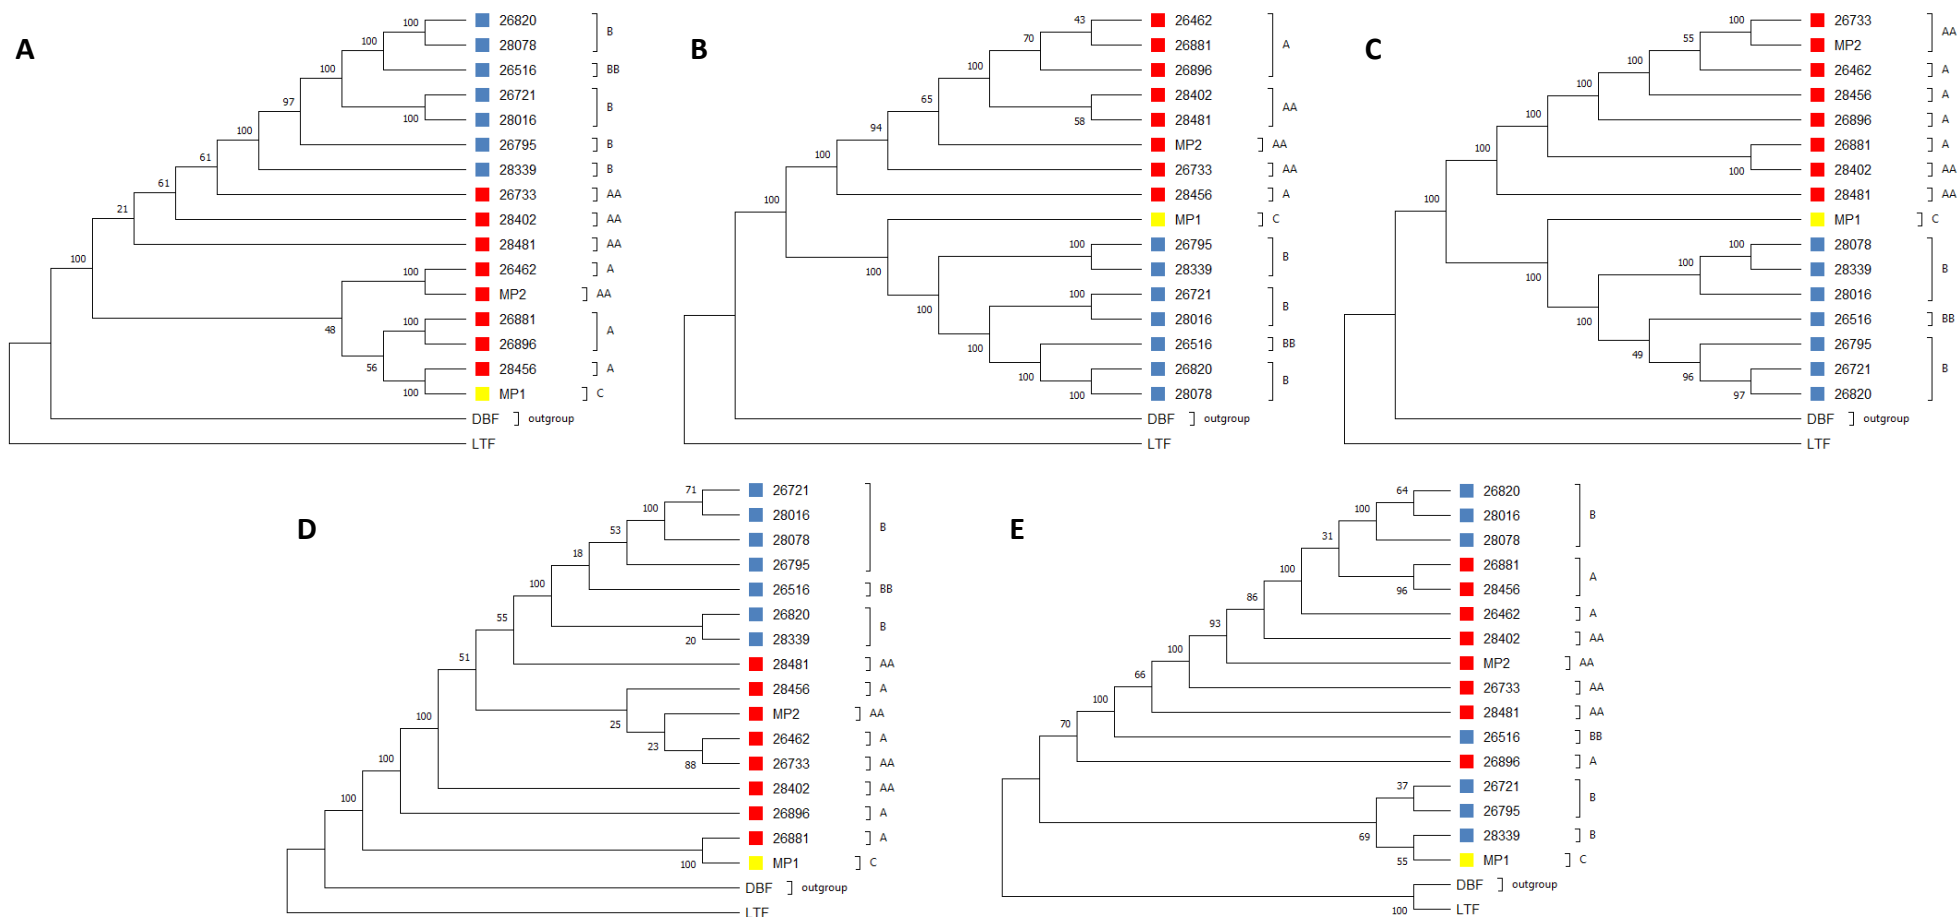 A
100
26820
28078
B
100
26516
BB
100
26721
28016
100
B
97
26795
B
100
28339
B
61
26733
AA
61
28402
AA
21
28481
AA
100
100
26462
A
MP2
AA
48
100
26881
26896
A
56
28456
A
100
MP1
C
DBF
outgroup
LTF
B
43
26462
70
26881
A
100
26896
65
28402
AA
58
28481
94
MP2
AA
100
26733
AA
28456
A
100
MP1
C
100
100
26795
28339
B
100
100
26721
28016
B
100
26516
BB
100
26820
100
28078
B
DBF
outgroup
LTF
C
100
26733
AA
55
MP2
100
26462
A
100
28456
A
100
26896
A
100
26881
A
100
28402
AA
100
28481
AA
100
MP1
C
100
100
28078
100
28339
B
28016
100
26516
BB
49
26795
96
26721
B
97
26820
DBF
outgroup
LTF
D
71
26721
100
28016
B
53
28078
18
26795
100
26516
BB
55
26820
20
28339
B
51
28481
AA
100
28456
A
25
MP2
AA
23
26462
A
88
26733
AA
100
28402
AA
100
26896
A
26881
A
100
MP1
C
DBF
outgroup
LTF
E
64
26820
100
28016
B
31
28078
100
26881
96
28456
A
86
26462
A
93
28402
AA
100
MP2
AA
66
26733
AA
100
28481
AA
70
26516
BB
26896
A
37
26721
26795
B
69
28339
B
55
MP1
C
DBF
outgroup
100
LTF